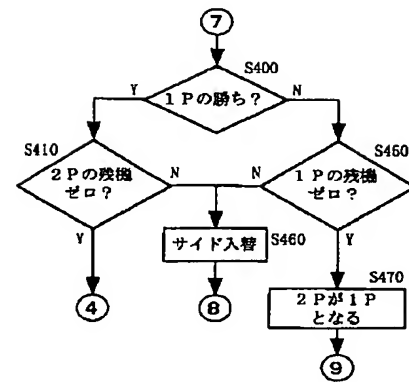 7
S400
Y
1Pの勝ち?
N
S410
S450
2Pの残機
ゼロ?
N
N
1Pの残機
ゼロ?
Y
サイド入替
S460
Y
4
8
S470
2Pが1P
となる
9